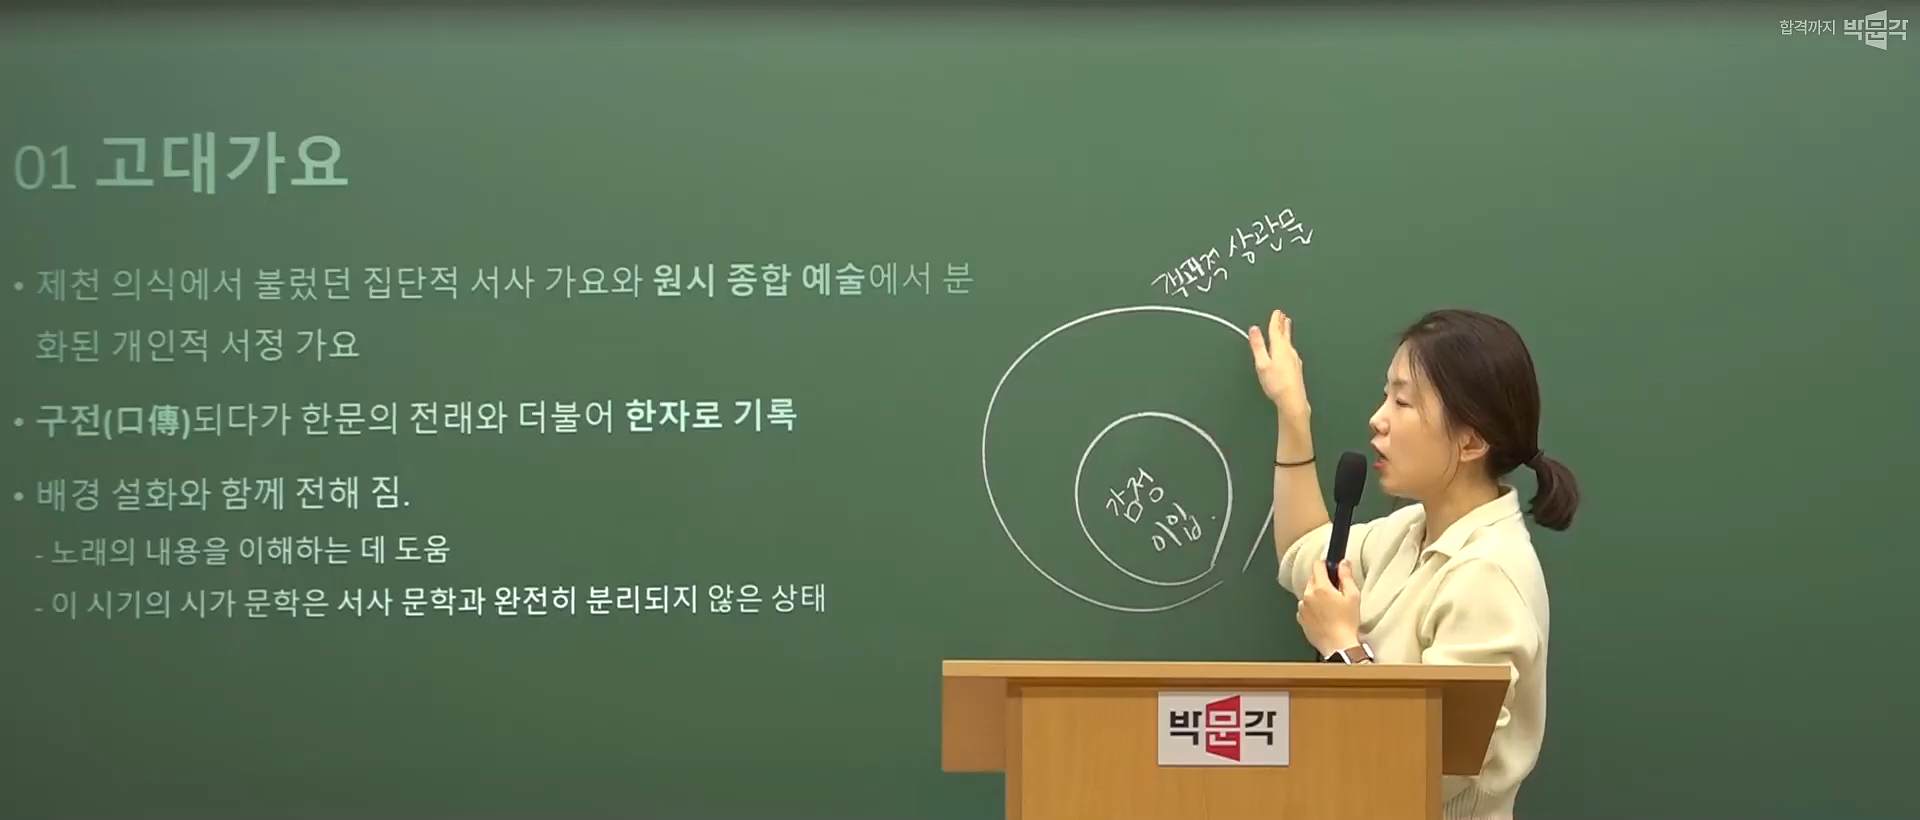 합격까지 박문각
01 고대가요
• 제천 의식에서 불렀던 집단적 서사 가요와 원시 종합 예술에서 분
화된 개인적 서정 가요
• 구전(口傳)되다가 한문의 전래와 더불어 한자로 기록
• 배경 설화와 함께 전해 짐.
- 노래의 내용을 이해하는 데 도움
- 이 시기의 시가 문학은 서사 문학과 완전히 분리되지 않은 상태
객관적 상관물
감정
이입
박문각